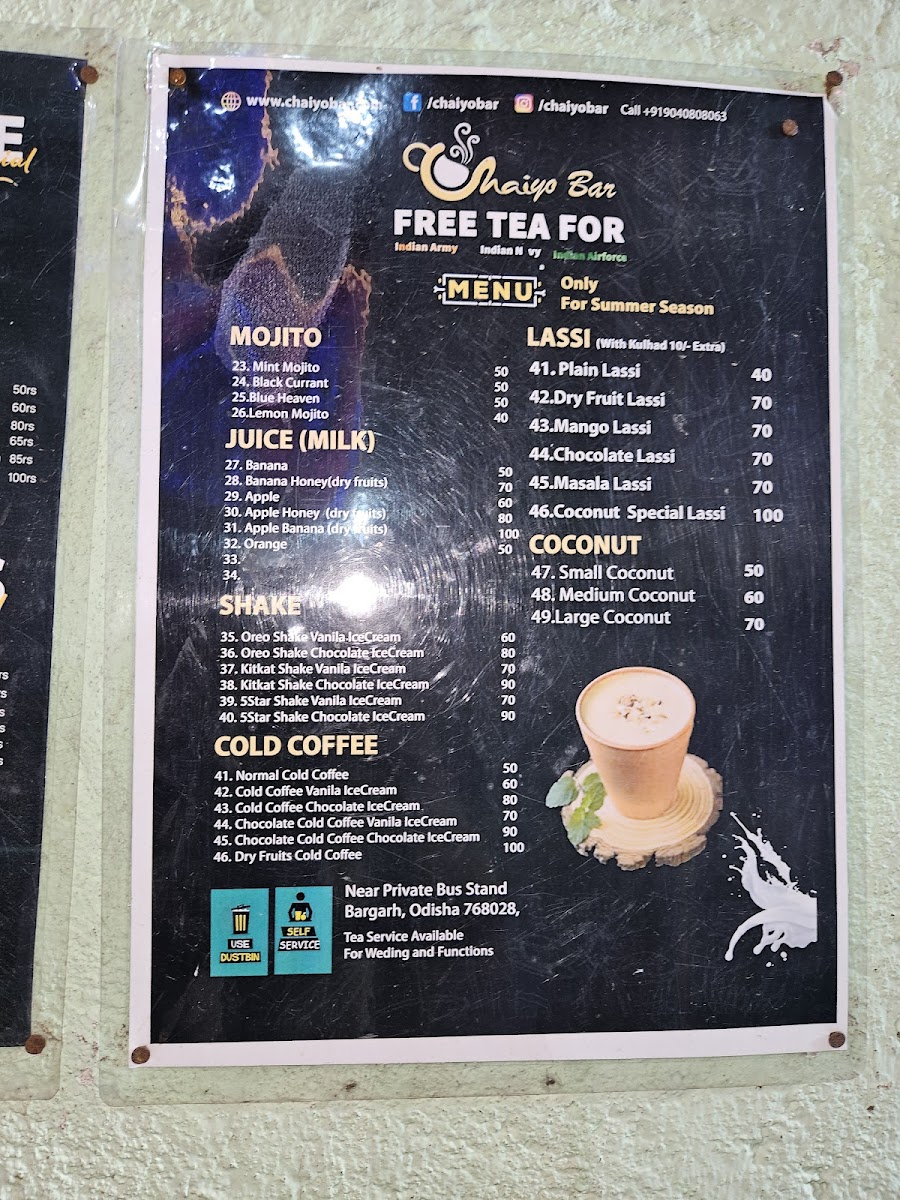 E
ial
50rs
60rs
80rs
65rs
85rs
100rs
S
www.chaiyobar.com /chaiyobar /chaiyobar Call +919040808063
Chaiyo Bar
FREE TEA FOR
Indian Army Indian N vy Indian Airforce
MENU
Only
For Summer Season
MOJITO
23. Mint Mojito 50
24. Black Currant 50
25.Blue Heaven 50
26.Lemon Mojito 40
JUICE (MILK)
27. Banana 50
28. Banana Honey(dry fruits) 70
29. Apple 60
30. Apple Honey (dry fruits) 80
31. Apple Banana (dry fruits) 100
32. Orange 50
33.
34.
SHAKE
35. Oreo Shake Vanila IceCream 60
36. Oreo Shake Chocolate IceCream 80
37. Kitkat Shake Vanila IceCream 70
38. Kitkat Shake Chocolate IceCream 90
39. 5Star Shake Vanila IceCream 70
40. 5Star Shake Chocolate IceCream 90
COLD COFFEE
41. Normal Cold Coffee 50
42. Cold Coffee Vanila IceCream 60
43. Cold Coffee Chocolate IceCream 80
44. Chocolate Cold Coffee Vanila IceCream 70
45. Chocolate Cold Coffee Chocolate IceCream 90
46. Dry Fruits Cold Coffee 100
LASSI (With Kulhad 10/- Extra)
41. Plain Lassi 40
42.Dry Fruit Lassi 70
43.Mango Lassi 70
44.Chocolate Lassi 70
45.Masala Lassi 70
46.Coconut Special Lassi 100
COCONUT
47. Small Coconut 50
48. Medium Coconut 60
49.Large Coconut 70
USE
DUSTBIN
SELF
SERVICE
Near Private Bus Stand
Bargarh, Odisha 768028,
Tea Service Available
For Weding and Functions